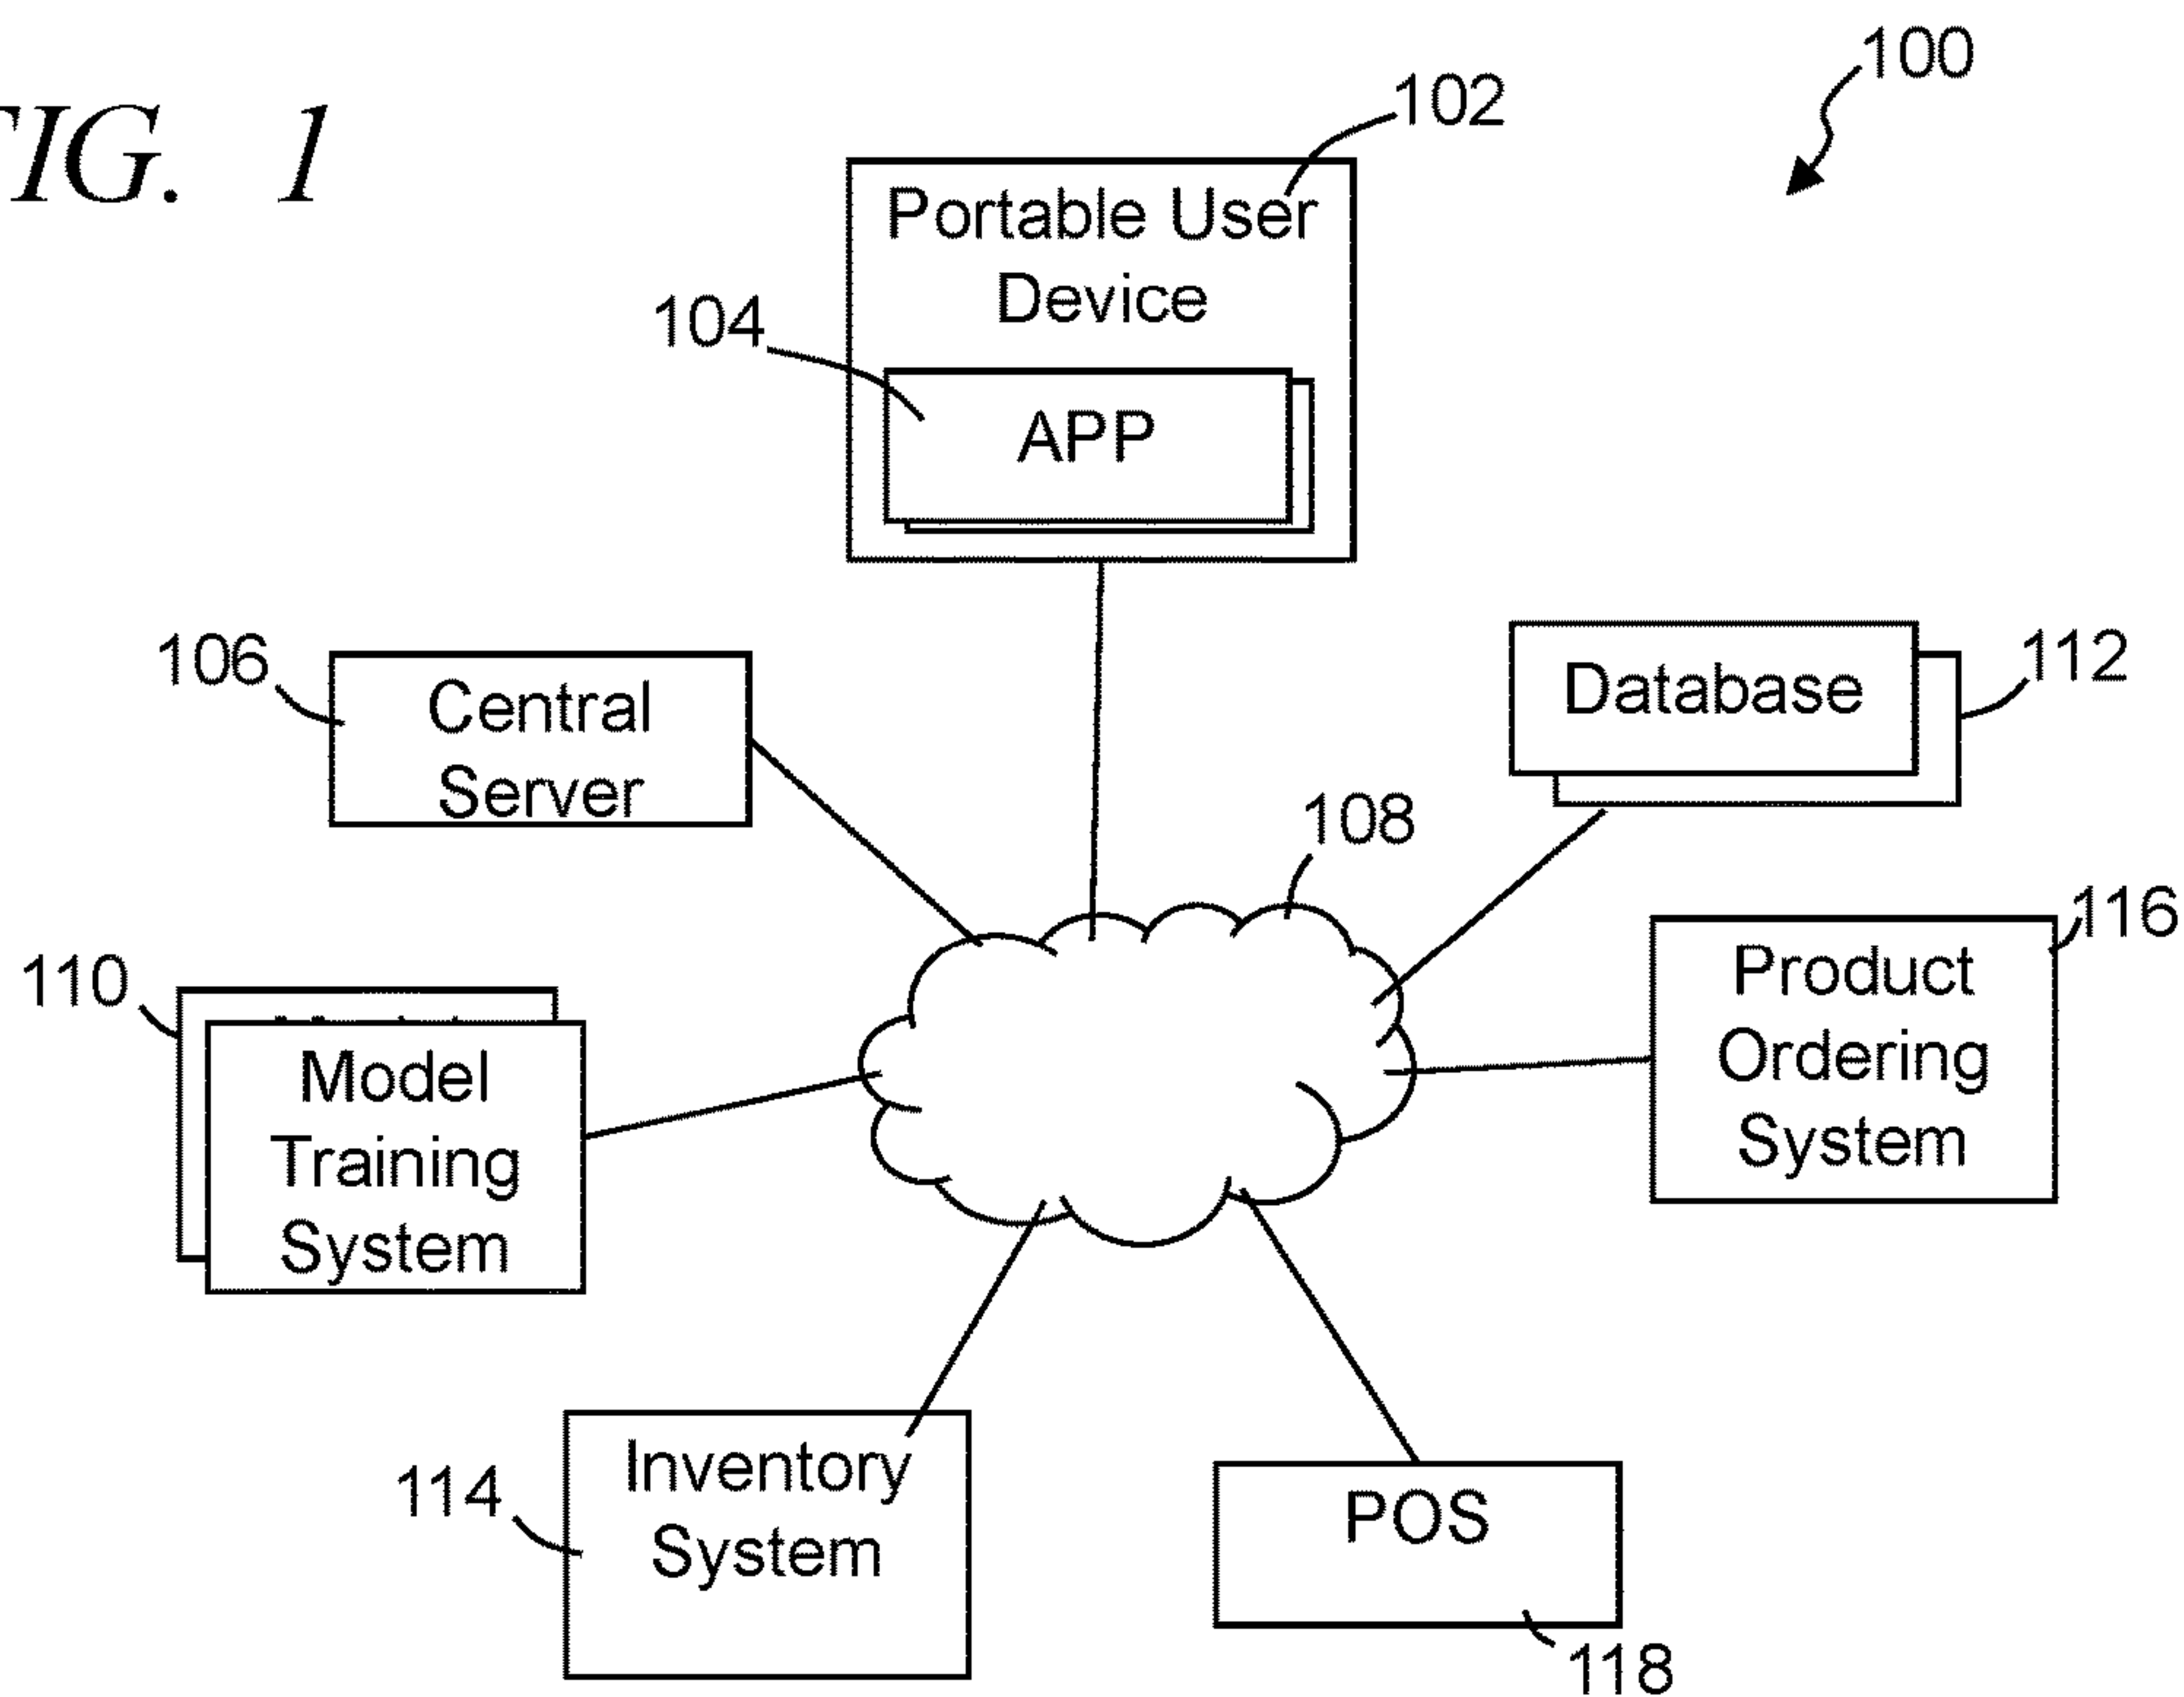 FIG. 1
100
102
Portable User
Device
104
APP
106
Central
Server
Database
112
108
116
Product
Ordering
System
110
Model
Training
System
Inventory
System
114
POS
118